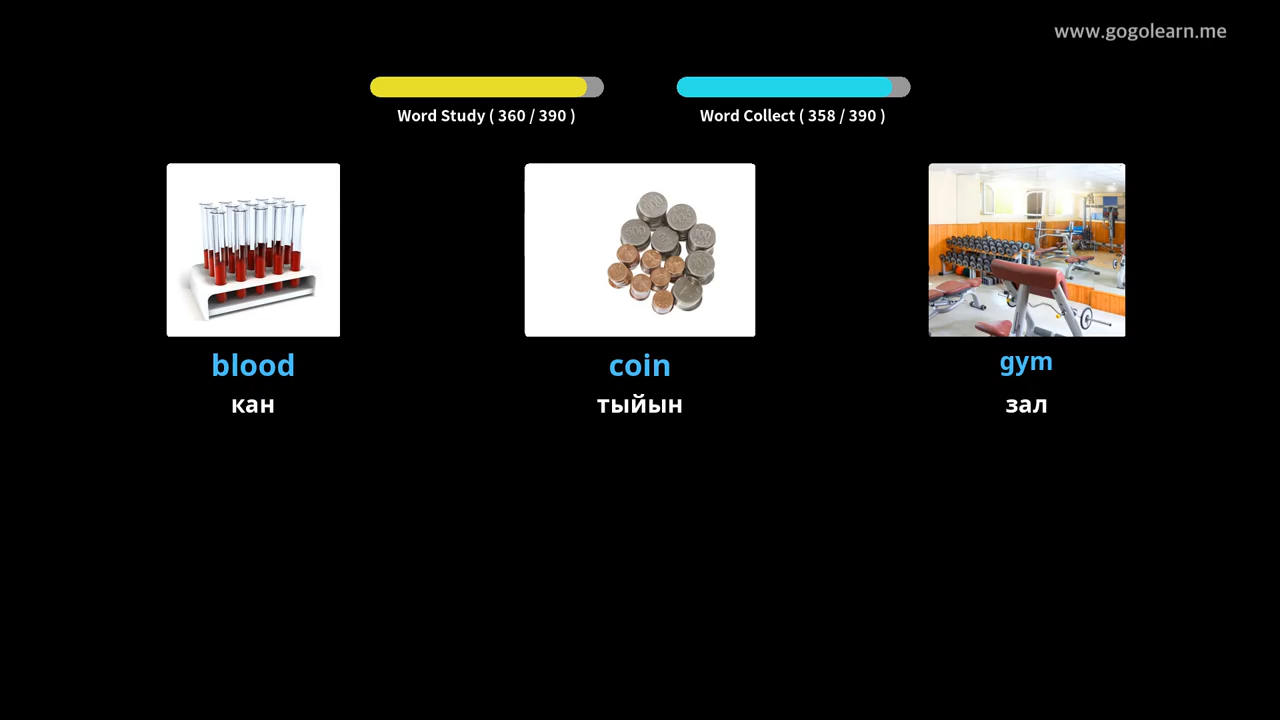 www.gogolearn.me
Word Study ( 360 / 390 )
Word Collect ( 358 / 390 )
blood
coin
gym
кан
тыйын
зал